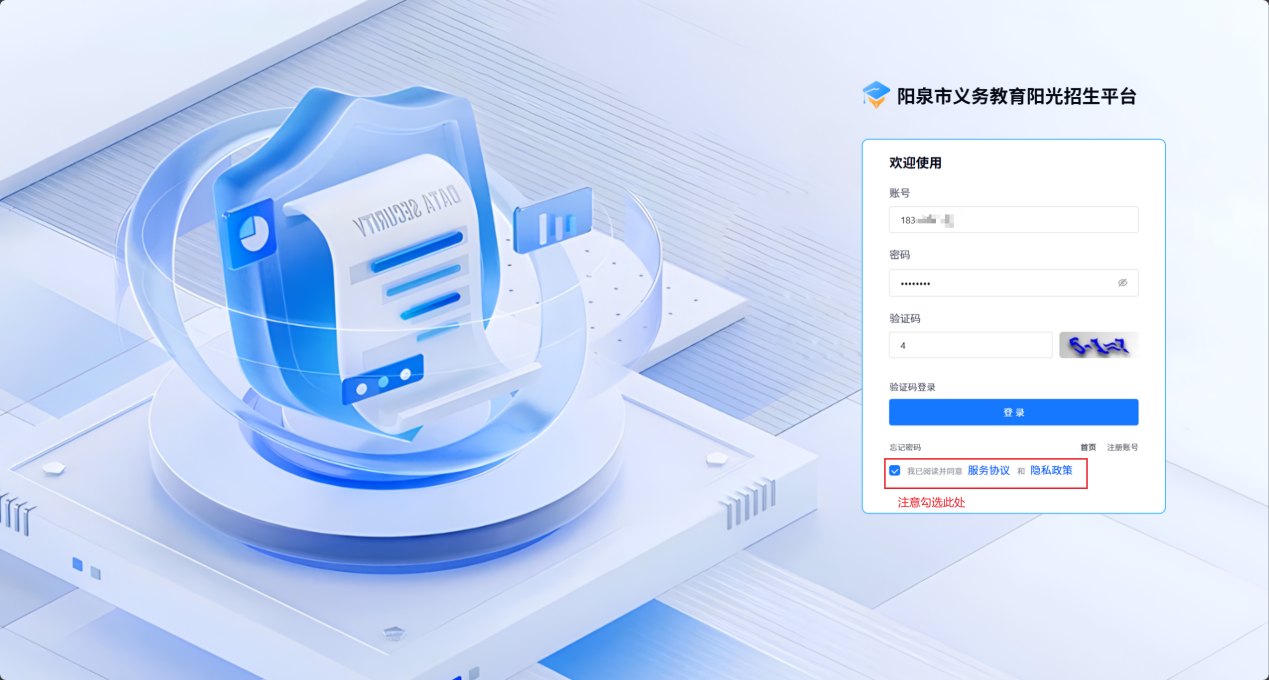 阳泉市义务教育阳光招生平台
DATA SECURITY
欢迎使用
账号
183
密码
••••••••
验证码
4
5-1=?
验证码登录
登 录
忘记密码 首页 注册账号
我已阅读并同意 服务协议 和 隐私政策
注意勾选此处